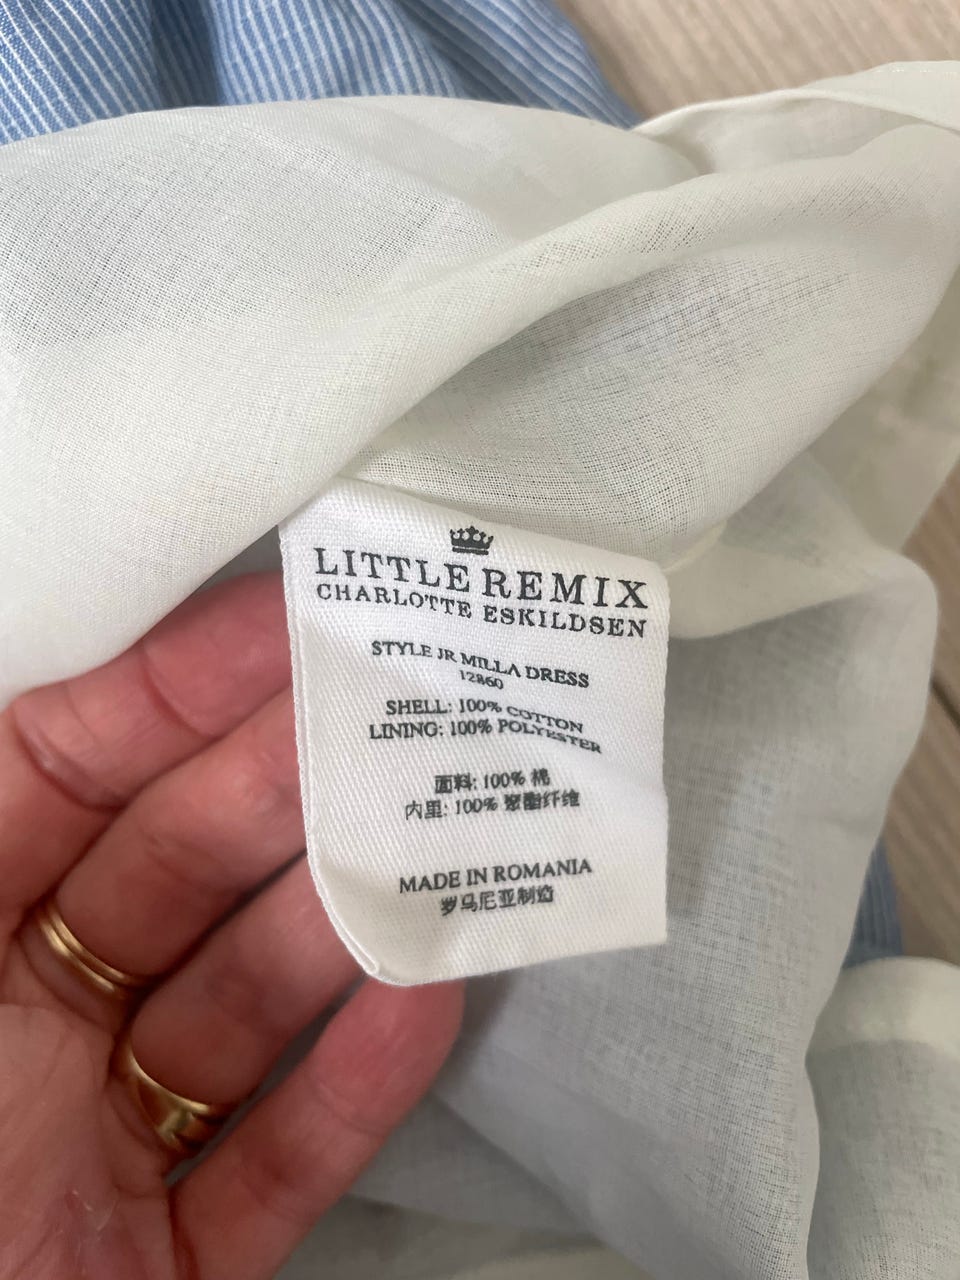 LITTLE REMIX
CHARLOTTE ESKILDSEN
STYLE JR MILLA DRESS
12860
SHELL: 100% COTTON
LINING: 100% POLYESTER
面料: 100% 棉
内里: 100% 聚酯纤维
MADE IN ROMANIA
罗马尼亚制造